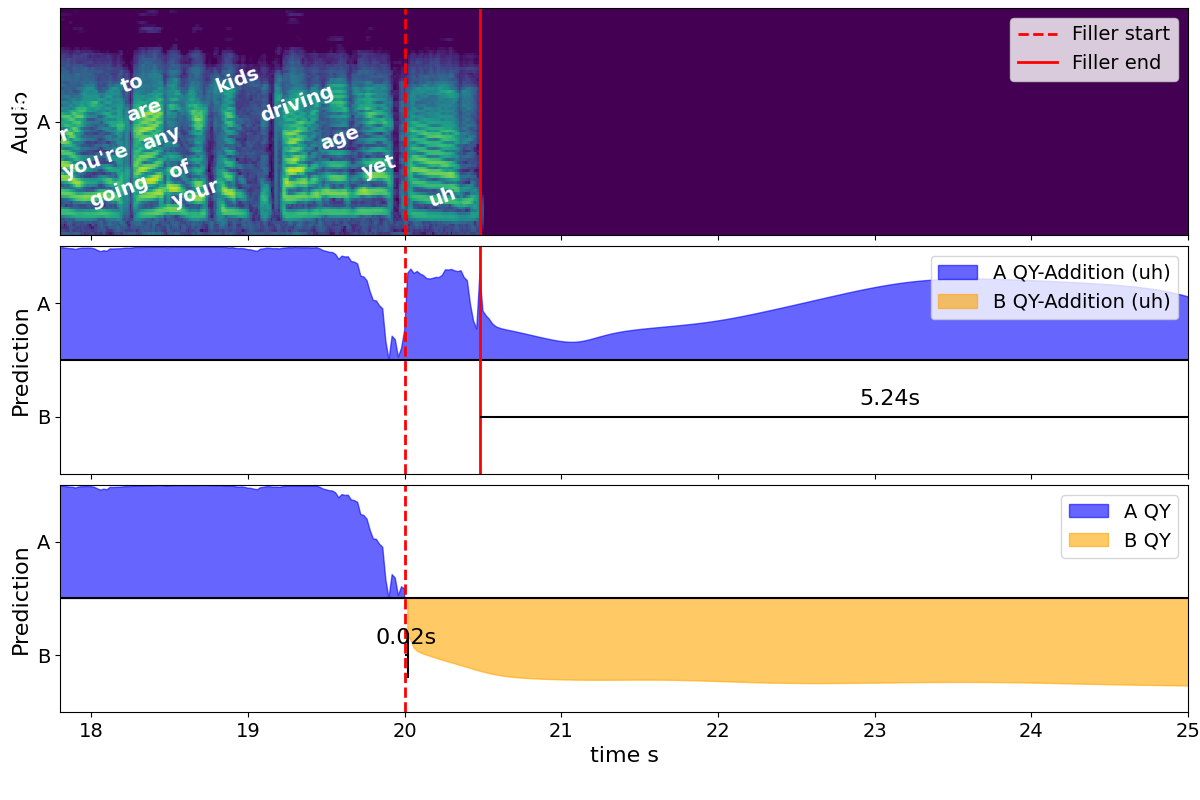 Audio
A
r
you're
going
to
are
any
of
your
kids
driving
age
yet
uh
Filler start
Filler end
Prediction
A
B
A QY-Addition (uh)
B QY-Addition (uh)
5.24s
Prediction
A
B
A QY
B QY
0.02s
18 19 20 21 22 23 24 25
time s